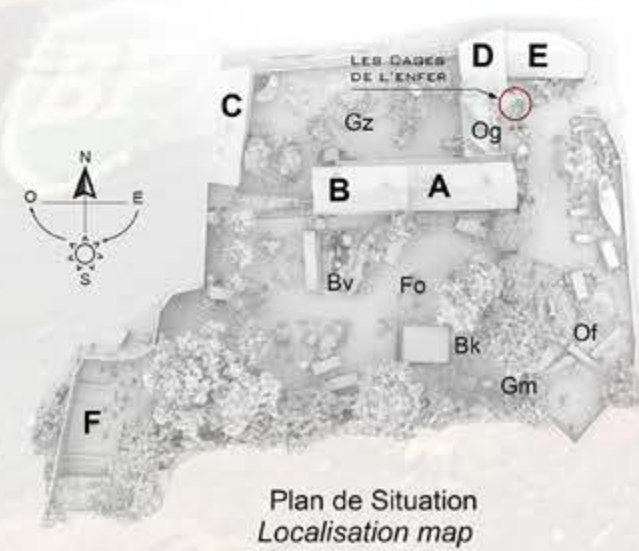 D E
LES CAGES
DE L'ENFER
C
Gz
Og
N
O E
S
B A
Bv Fo
Bk
Of
Gm
F
Plan de Situation
Localisation map